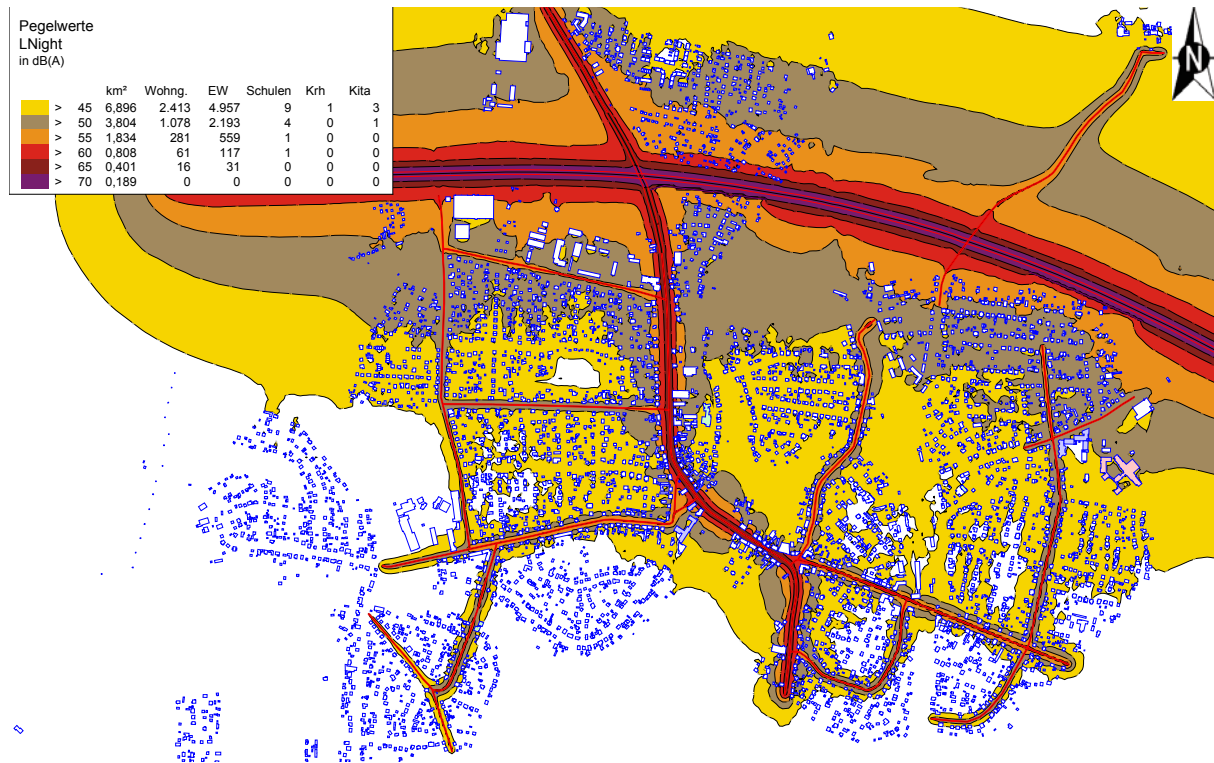 Pegelwerte
LNight
in dB(A)
km² Wohng. EW Schulen Krh Kita
> 45 6,896 2.413 4.957 9 1 3
> 50 3,804 1.078 2.193 4 0 1
> 55 1,834 281 559 1 0 0
> 60 0,808 61 117 1 0 0
> 65 0,401 16 31 0 0 0
> 70 0,189 0 0 0 0 0
N